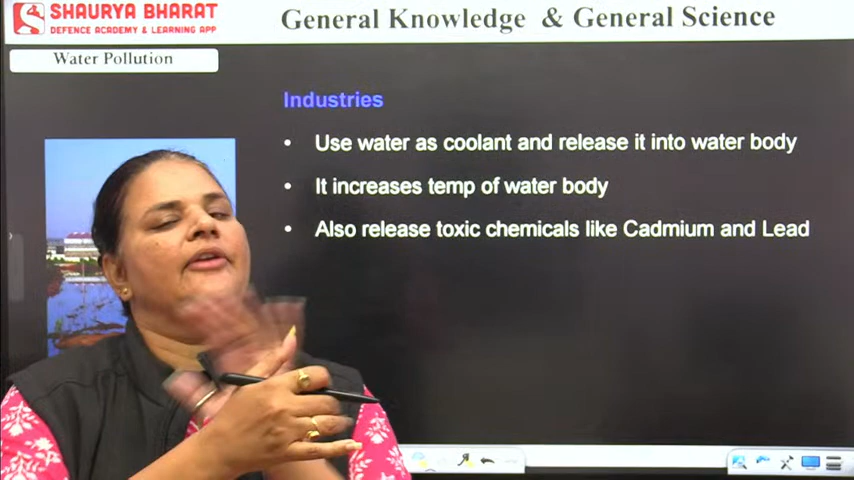 SHAURYA BHARAT
DEFENCE ACADEMY & LEARNING APP
General Knowledge & General Science
Water Pollution
Industries
• Use water as coolant and release it into water body
• It increases temp of water body
• Also release toxic chemicals like Cadmium and Lead